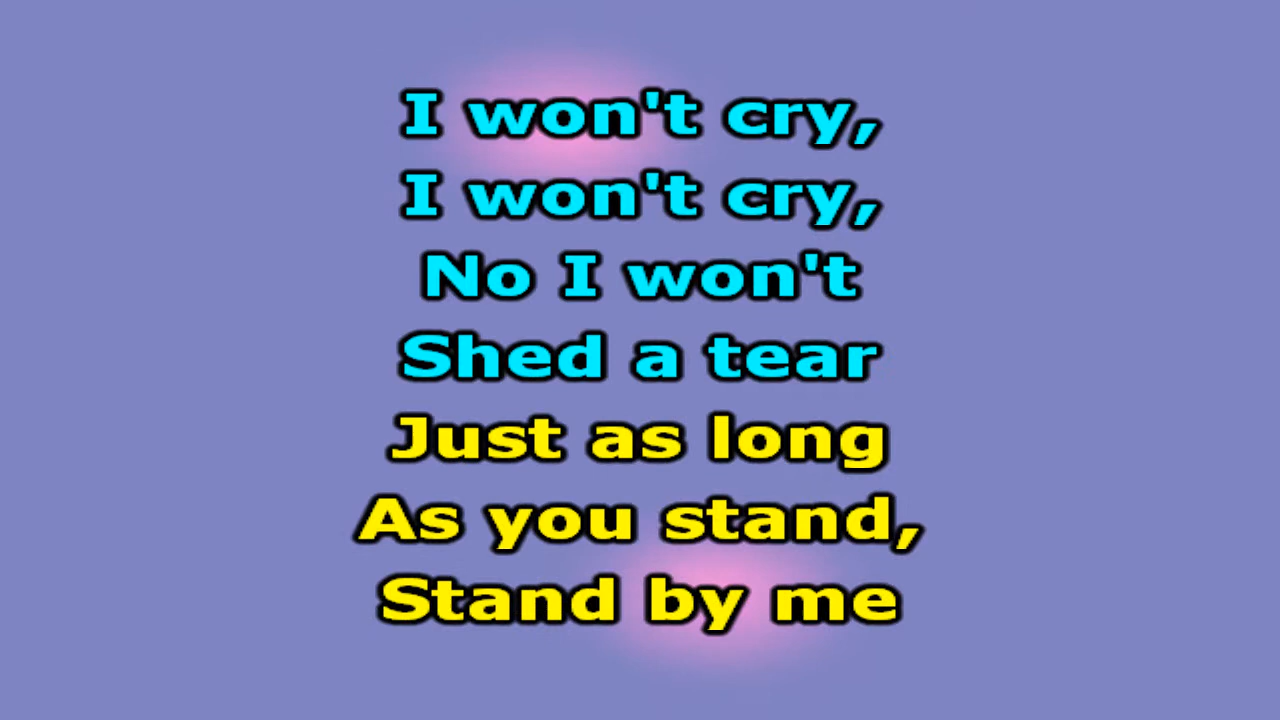 I won't cry,
I won't cry,
No I won't
Shed a tear
Just as long
As you stand,
Stand by me